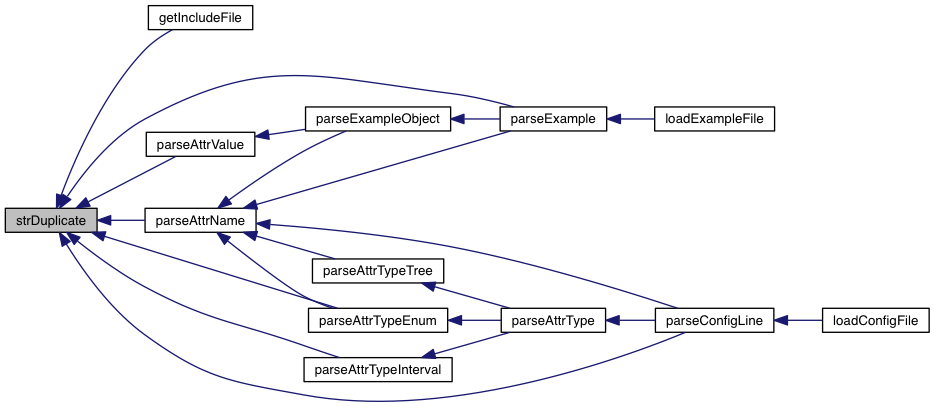 getIncludeFile
parseExampleObject
parseExample
loadExampleFile
parseAttrValue
strDuplicate
parseAttrName
parseAttrTypeTree
parseAttrTypeEnum
parseAttrType
parseConfigLine
loadConfigFile
parseAttrTypeInterval